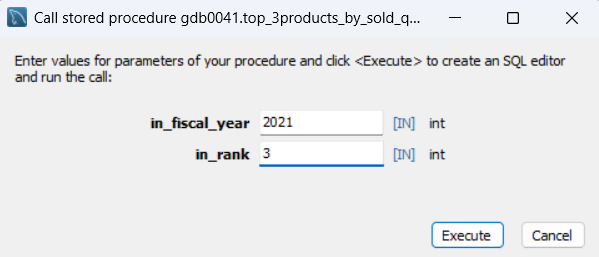 Call stored procedure gdb0041.top_3products_by_sold_q...
Enter values for parameters of your procedure and click <Execute> to create an SQL editor
and run the call:
in_fiscal_year 2021 [IN] int
in_rank 3 [IN] int
Execute Cancel